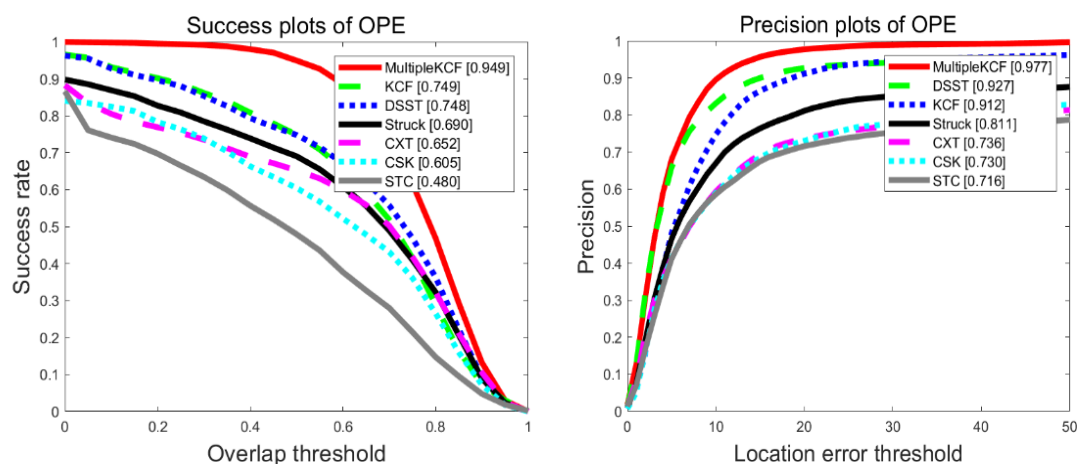 Success plots of OPE
1
0.9
0.8
0.7
0.6
0.5
0.4
0.3
0.2
0.1
0
Success rate
MultipleKCF [0.949]
KCF [0.749]
DSST [0.748]
Struck [0.690]
CXT [0.652]
CSK [0.605]
STC [0.480]
0 0.2 0.4 0.6 0.8 1
Overlap threshold
Precision plots of OPE
1
0.9
0.8
0.7
0.6
0.5
0.4
0.3
0.2
0.1
0
Precision
MultipleKCF [0.977]
DSST [0.927]
KCF [0.912]
Struck [0.811]
CXT [0.736]
CSK [0.730]
STC [0.716]
0 10 20 30 40 50
Location error threshold